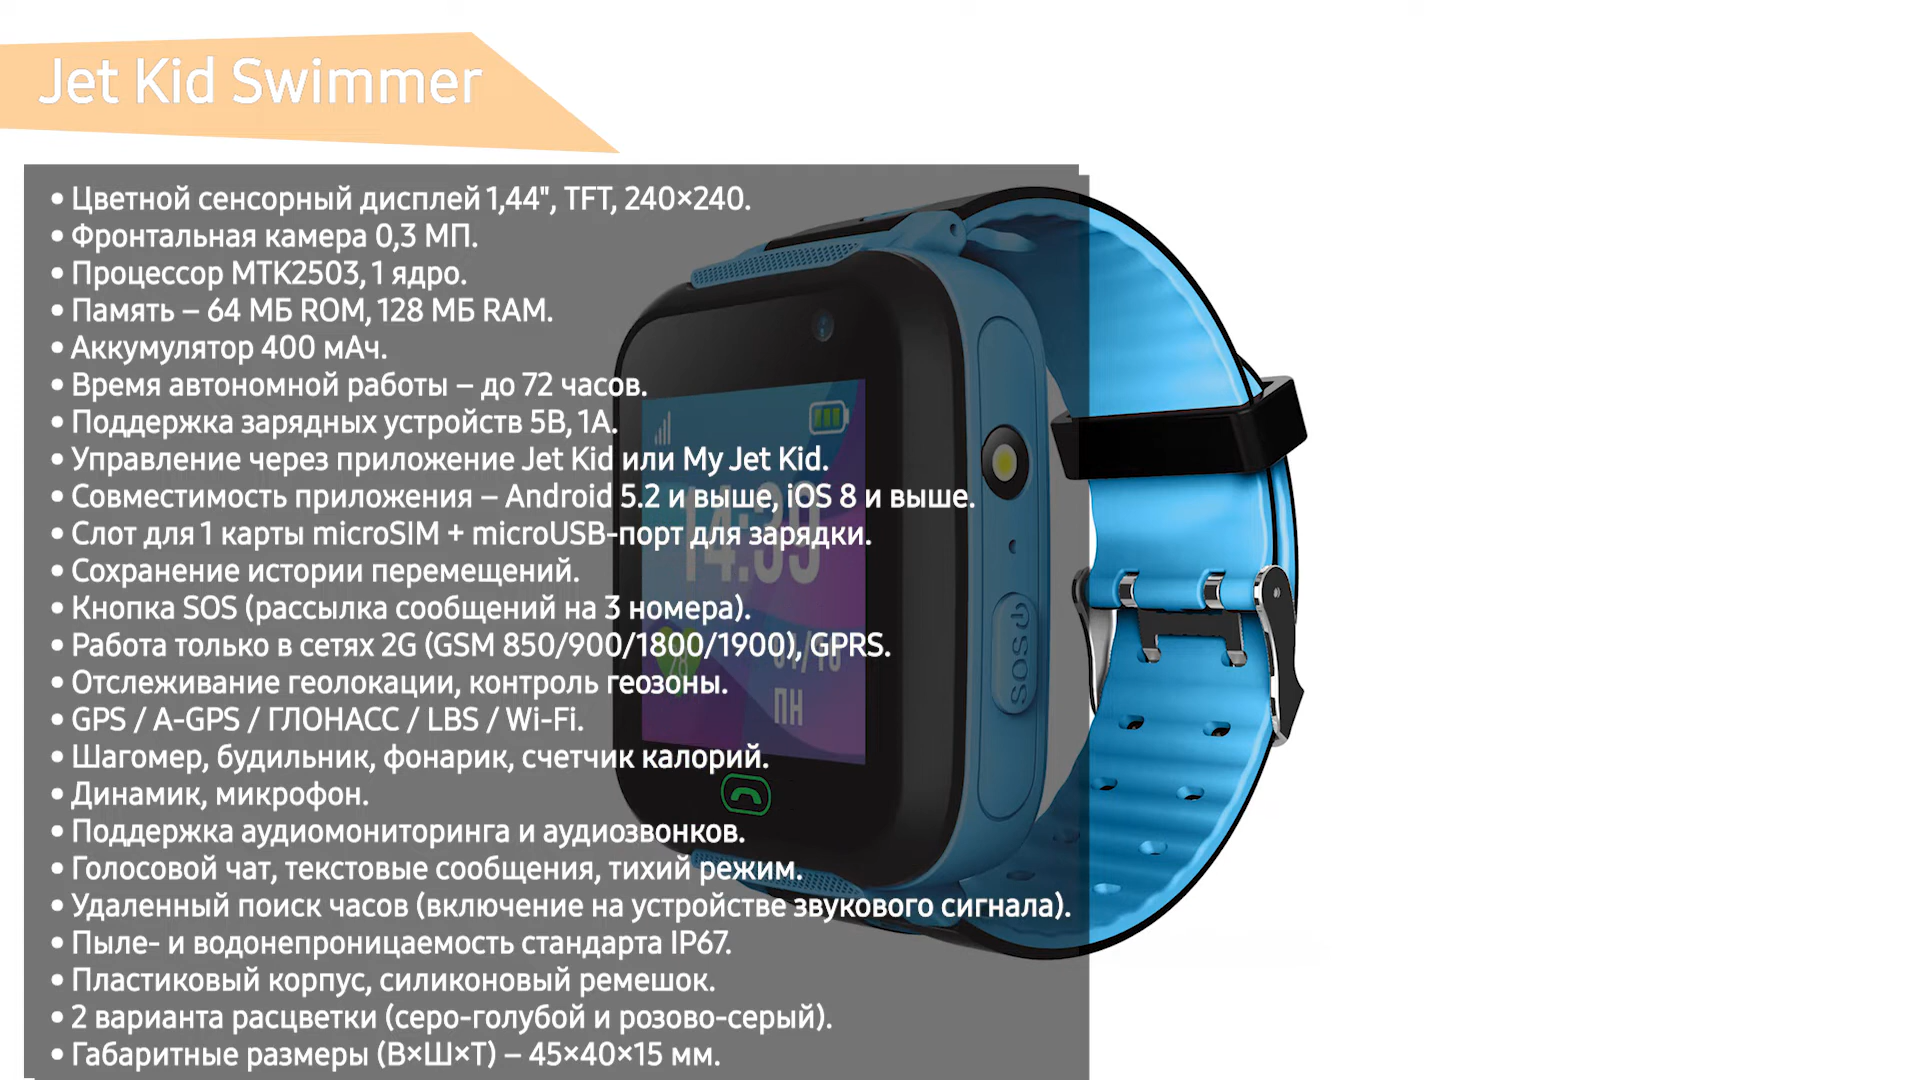 Jet Kid Swimmer
• Цветной сенсорный дисплей 1,44", TFT, 240×240.
• Фронтальная камера 0,3 МП.
• Процессор MTK2503, 1 ядро.
• Память – 64 МБ ROM, 128 МБ RAM.
• Аккумулятор 400 мАч.
• Время автономной работы – до 72 часов.
• Поддержка зарядных устройств 5В, 1А.
• Управление через приложение Jet Kid или My Jet Kid.
• Совместимость приложения – Android 5.2 и выше, iOS 8 и выше.
• Слот для 1 карты microSIM + microUSB-порт для зарядки.
• Сохранение истории перемещений.
• Кнопка SOS (рассылка сообщений на 3 номера).
• Работа только в сетях 2G (GSM 850/900/1800/1900), GPRS.
• Отслеживание геолокации, контроль геозоны.
• GPS / A-GPS / ГЛОНАСС / LBS / Wi-Fi.
• Шагомер, будильник, фонарик, счетчик калорий.
• Динамик, микрофон.
• Поддержка аудиомониторинга и аудиозвонков.
• Голосовой чат, текстовые сообщения, тихий режим.
• Удаленный поиск часов (включение на устройстве звукового сигнала).
• Пыле- и водонепроницаемость стандарта IP67.
• Пластиковый корпус, силиконовый ремешок.
• 2 варианта расцветки (серо-голубой и розово-серый).
• Габаритные размеры (В×Ш×Т) – 45×40×15 мм.
14:39
78
ПН
SOS